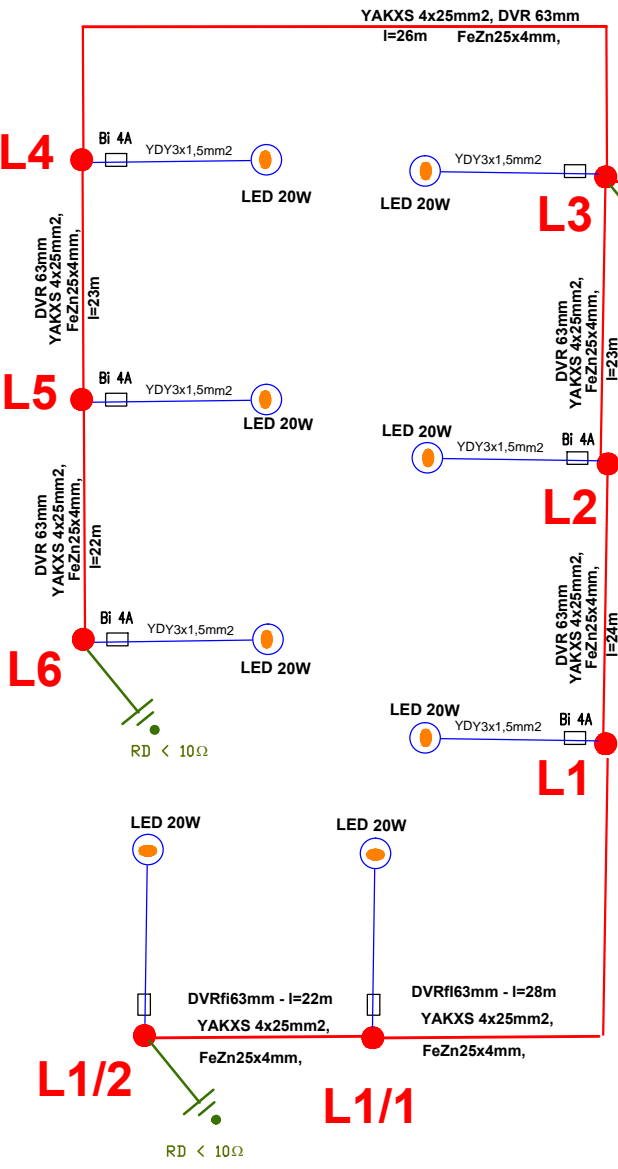 YAKXS 4x25mm2, DVR 63mm
l=26m FeZn25x4mm,
L4
Bi 4A
YDY3x1,5mm2
LED 20W
YDY3x1,5mm2
LED 20W
L3
DVR 63mm
YAKXS 4x25mm2,
FeZn25x4mm,
l=23m
DVR 63mm
YAKXS 4x25mm2,
FeZn25x4mm,
l=23m
L5
Bi 4A
YDY3x1,5mm2
LED 20W
LED 20W
YDY3x1,5mm2
Bi 4A
L2
DVR 63mm
YAKXS 4x25mm2,
FeZn25x4mm,
l=22m
DVR 63mm
YAKXS 4x25mm2,
FeZn25x4mm,
l=24m
L6
Bi 4A
YDY3x1,5mm2
LED 20W
RD < 10Ω
LED 20W
YDY3x1,5mm2
Bi 4A
L1
LED 20W
LED 20W
DVRfi63mm - l=22m
YAKXS 4x25mm2,
FeZn25x4mm,
DVRfI63mm - l=28m
YAKXS 4x25mm2,
FeZn25x4mm,
L1/2
L1/1
RD < 10Ω